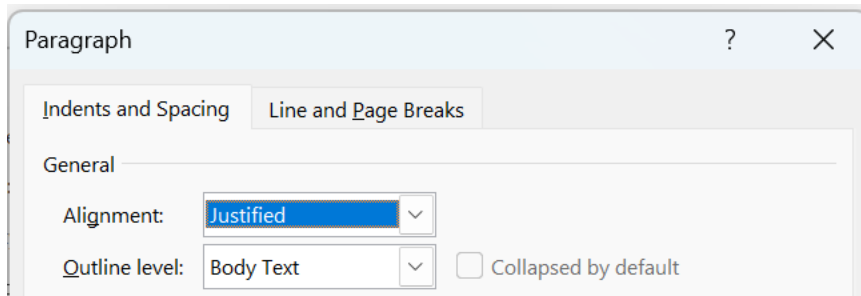 Paragraph ?
Indents and Spacing Line and Page Breaks
General
Alignment: Justified
Outline level: Body Text Collapsed by default